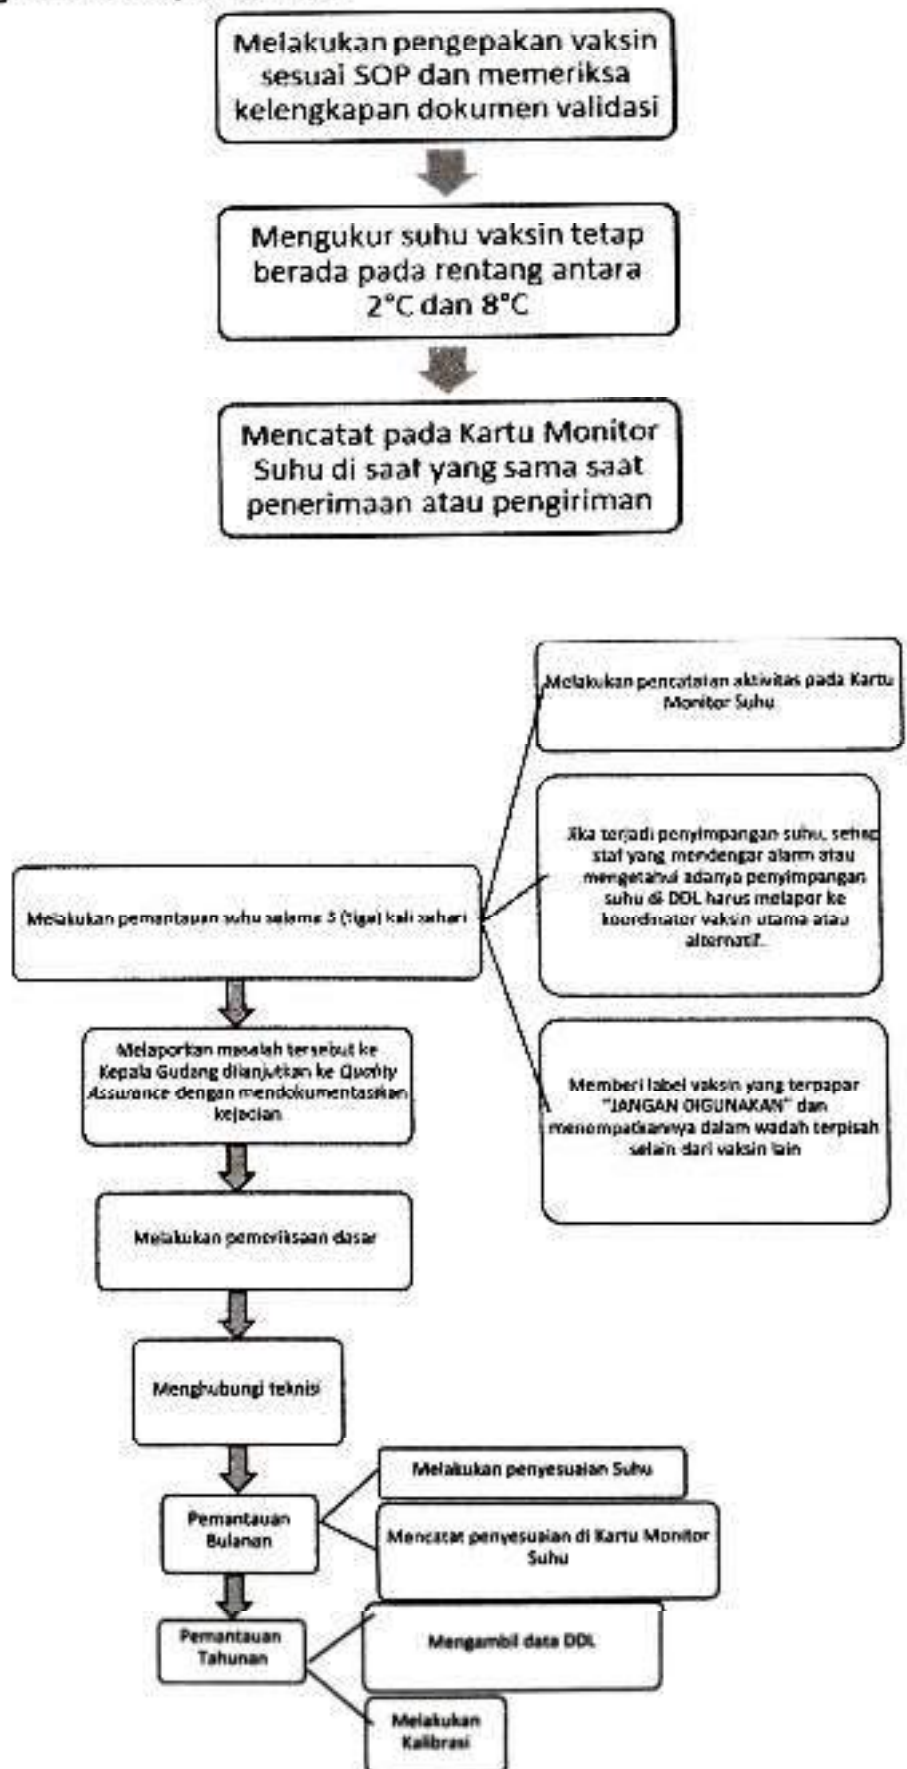 Melakukan pengepakan vaksin
sesuai SOP dan memeriksa
kelengkapan dokumen validasi
Mengukur suhu vaksin tetap
berada pada rentang antara
2°C dan 8°C
Mencatat pada Kartu Monitor
Suhu di saat yang sama saat
penerimaan atau pengiriman
Melakukan pencatatan aktivitas pada Kartu
Monitor Suhu
Jika terjadi penyimpangan suhu, setiap
staf yang mendengar alarm atau
mengetahui adanya penyimpangan
suhu di DDL harus melapor ke
koordinator vaksin utama atau
alternatif.
Melakukan pemantauan suhu selama 3 (tiga) kali sehari
Melaporkan masalah tersebut ke
Kepala Gudang dilanjutkan ke Quality
Assurance dengan mendokumentasikan
kejadian
Memberi label vaksin yang terpapar
"JANGAN DIGUNAKAN" dan
menempatkannya dalam wadah terpisah
selain dari vaksin lain
Melakukan pemeriksaan dasar
Menghubungi teknisi
Pemantauan
Bulanan
Melakukan penyesuaian Suhu
Mencatat penyesuaian di Kartu Monitor
Suhu
Pemantauan
Tahunan
Mengambil data DDL
Melakukan
Kalibrasi